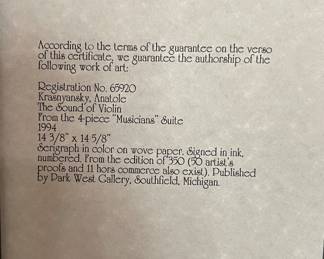 According to the terms of the guarantee on the verso
of this certificate, we guarantee the authorship of the
following work of art:
Registration No. 65920
Krasnyansky, Anatole
The Sound of Violin
From the 4-piece "Musicians" Suite
1994
14 3/8" x 14 5/8"
Serigraph in color on wove paper. Signed in ink,
numbered. From the edition of 350 (50 artist's
proofs and 11 hors commerce also exist). Published
by Park West Gallery, Southfield, Michigan.